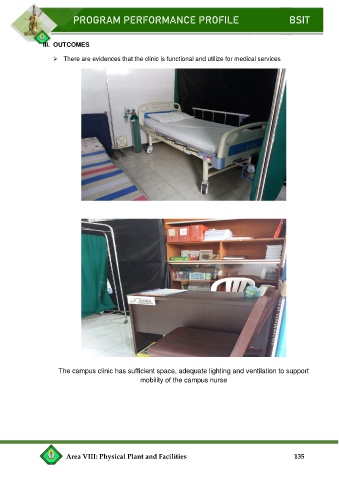 PROGRAM PERFORMANCE PROFILE BSIT
III. OUTCOMES
➢ There are evidences that the clinic is functional and utilize for medical services
The campus clinic has sufficient space, adequate lighting and ventilation to support
mobility of the campus nurse
Area VIII: Physical Plant and Facilities 135